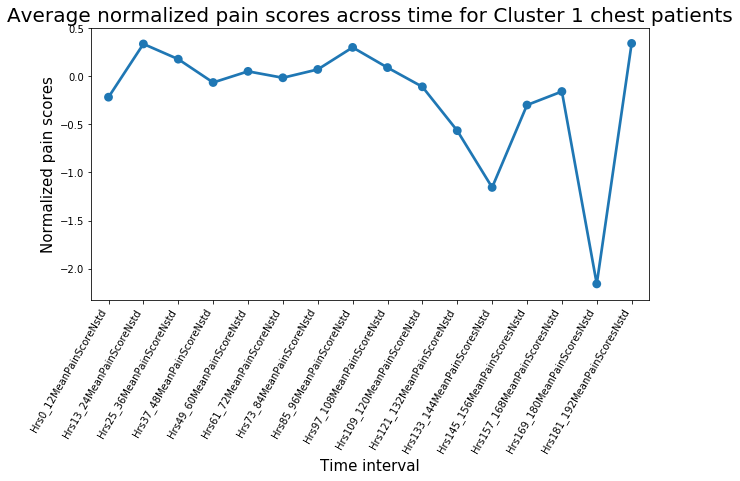 Average normalized pain scores across time for Cluster 1 chest patients
Normalized pain scores
0.5
0.0
−0.5
−1.0
−1.5
−2.0
Hrs0_12MeanPainScoreNstd
Hrs13_24MeanPainScoreNstd
Hrs25_36MeanPainScoreNstd
Hrs37_48MeanPainScoreNstd
Hrs49_60MeanPainScoreNstd
Hrs61_72MeanPainScoreNstd
Hrs73_84MeanPainScoreNstd
Hrs85_96MeanPainScoreNstd
Hrs97_108MeanPainScoreNstd
Hrs109_120MeanPainScoreNstd
Hrs121_132MeanPainScoreNstd
Hrs133_144MeanPainScoresNstd
Hrs145_156MeanPainScoresNstd
Hrs157_168MeanPainScoresNstd
Hrs169_180MeanPainScoresNstd
Hrs181_192MeanPainScoresNstd
Time interval